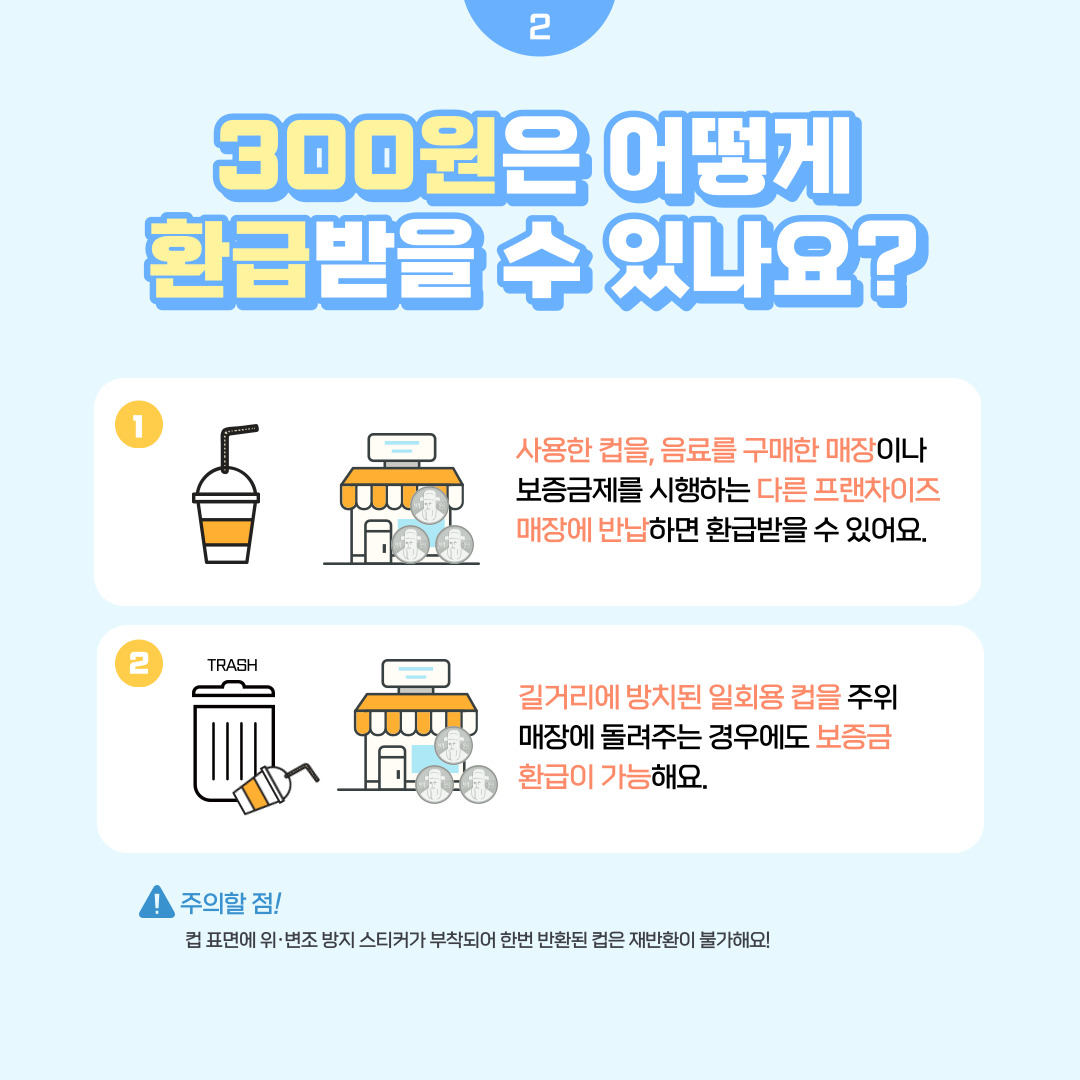 2
300원은 어떻게
환급받을 수 있나요?
1
사용한 컵을, 음료를 구매한 매장이나
보증금제를 시행하는 다른 프랜차이즈
매장에 반납하면 환급받을 수 있어요.
2
TRASH
길거리에 방치된 일회용 컵을 주위
매장에 돌려주는 경우에도 보증금
환급이 가능해요.
주의할 점!
컵 표면에 위·변조 방지 스티커가 부착되어 한번 반환된 컵은 재반환이 불가해요!